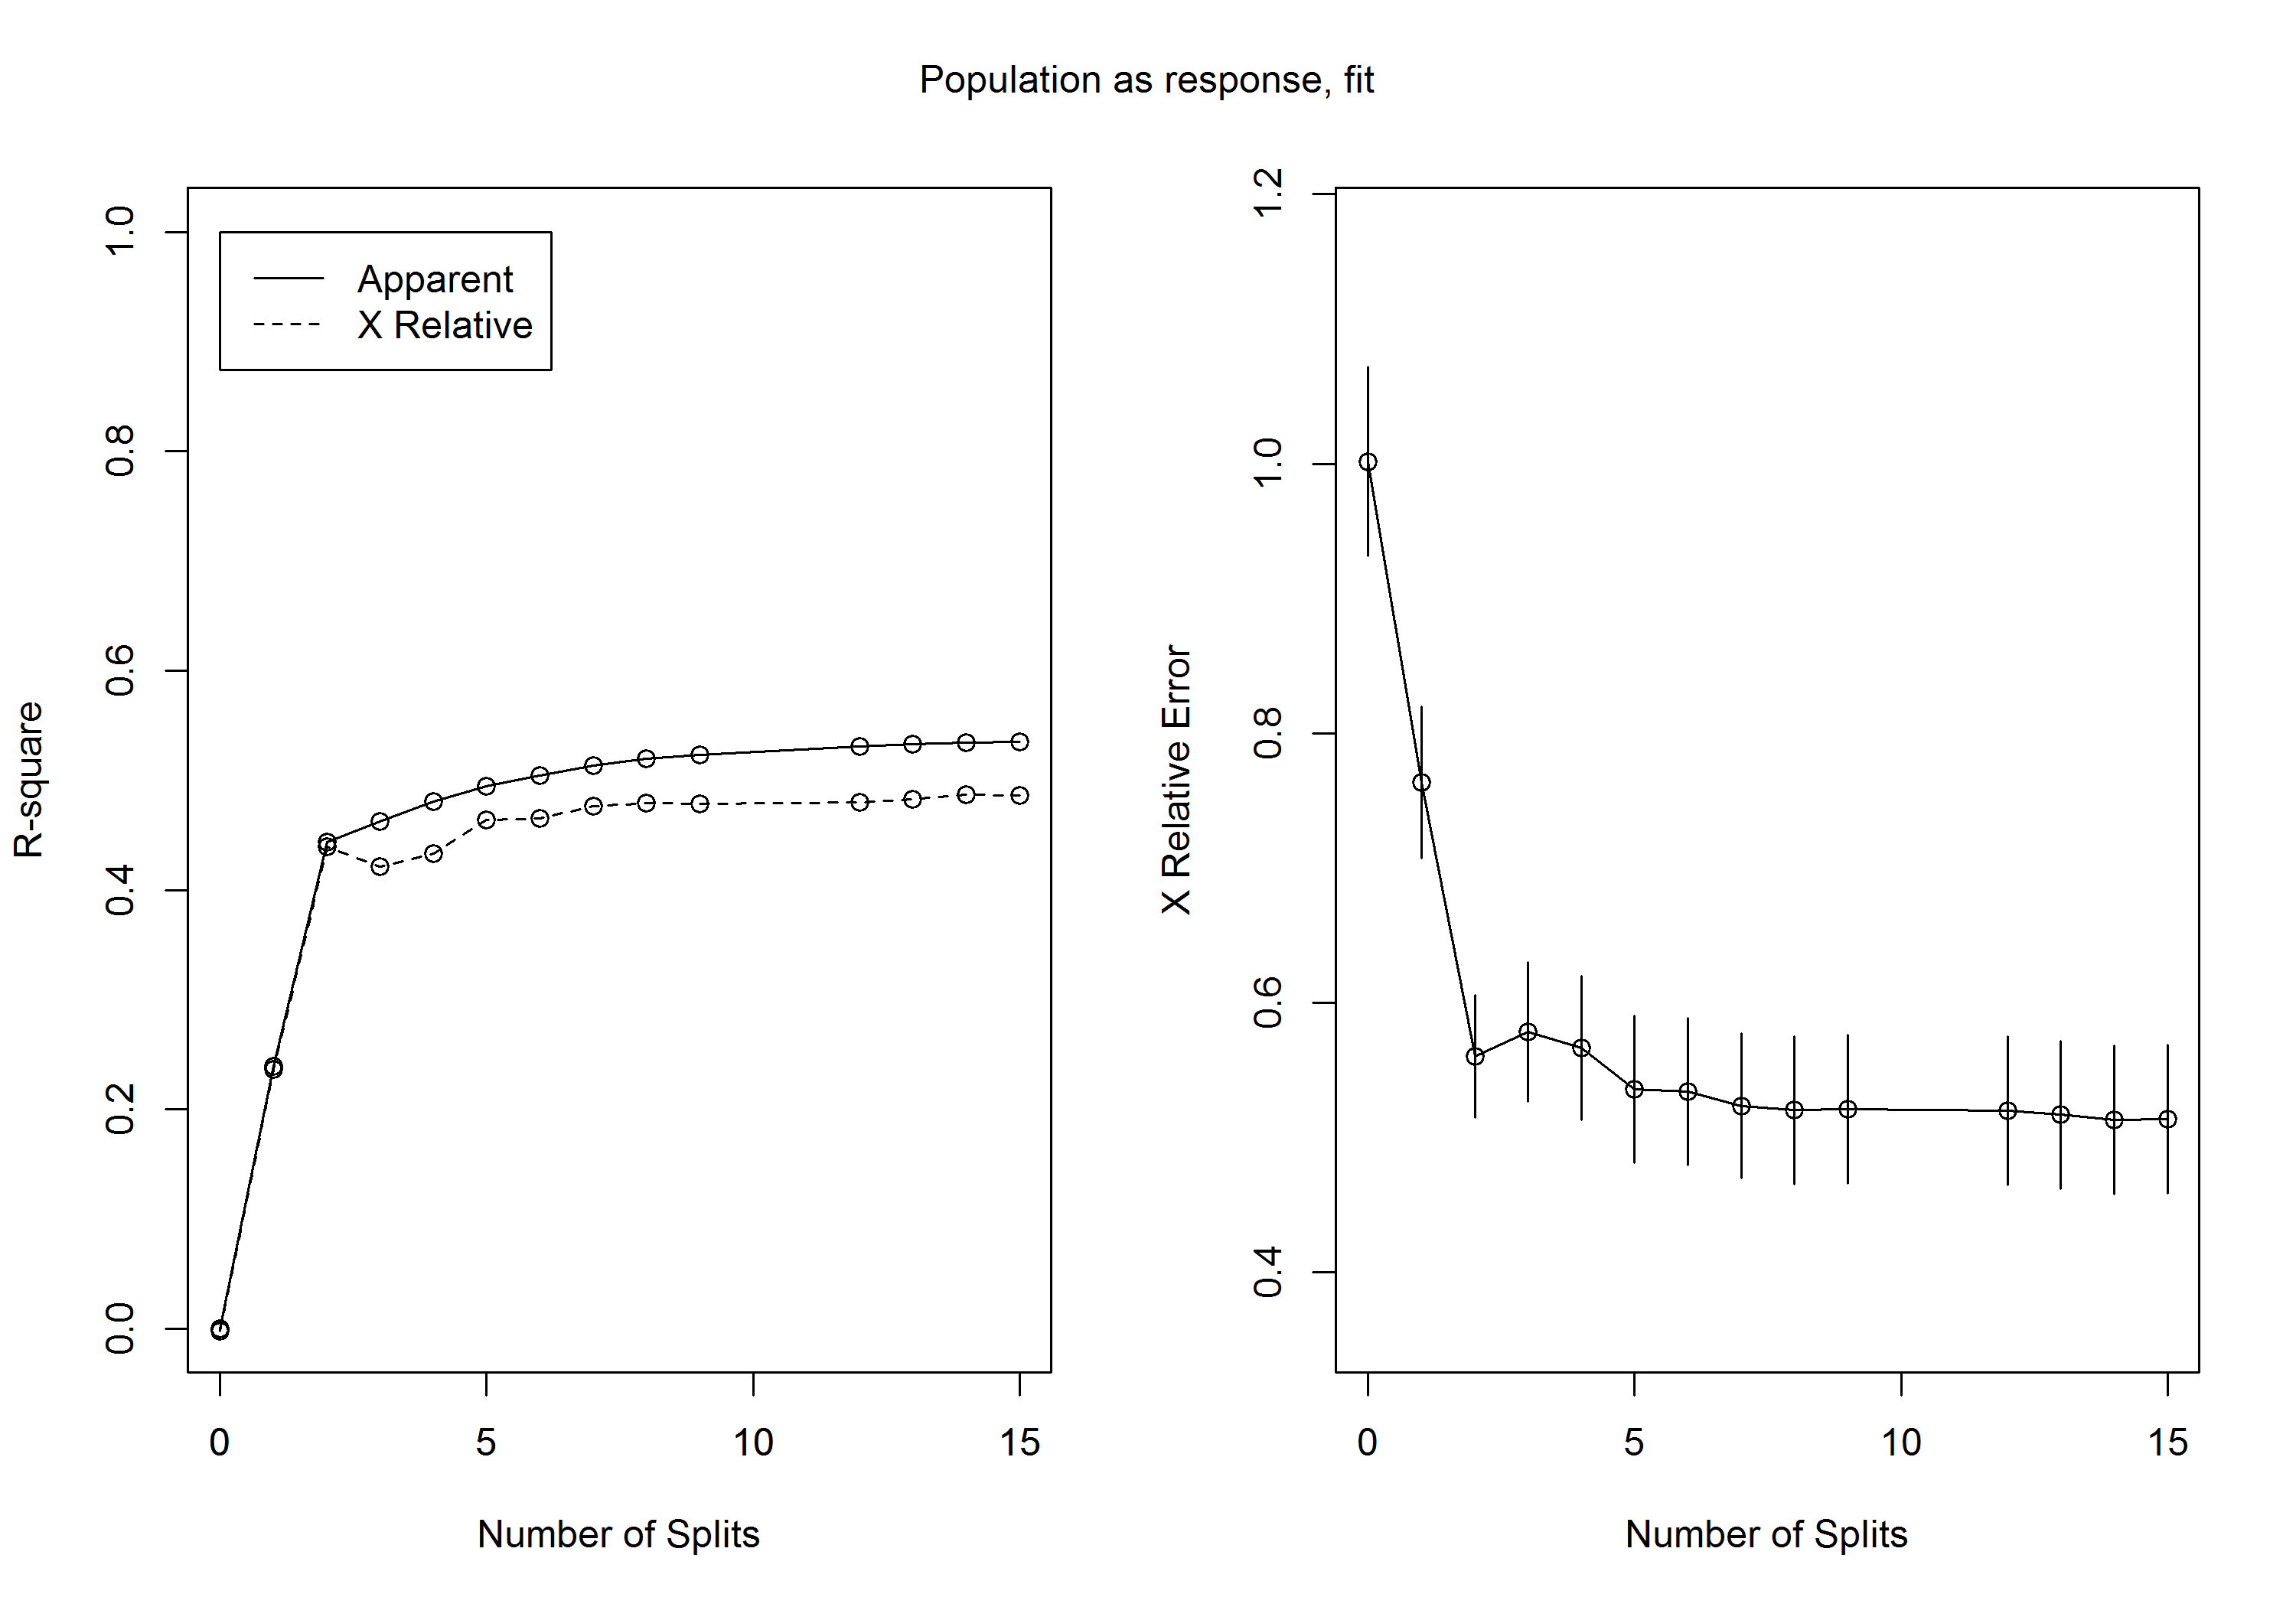 Population as response, fit
R-square
1.0
0.8
0.6
0.4
0.2
0.0
Apparent
X Relative
0 5 10 15
Number of Splits
X Relative Error
1.2
1.0
0.8
0.6
0.4
0 5 10 15
Number of Splits